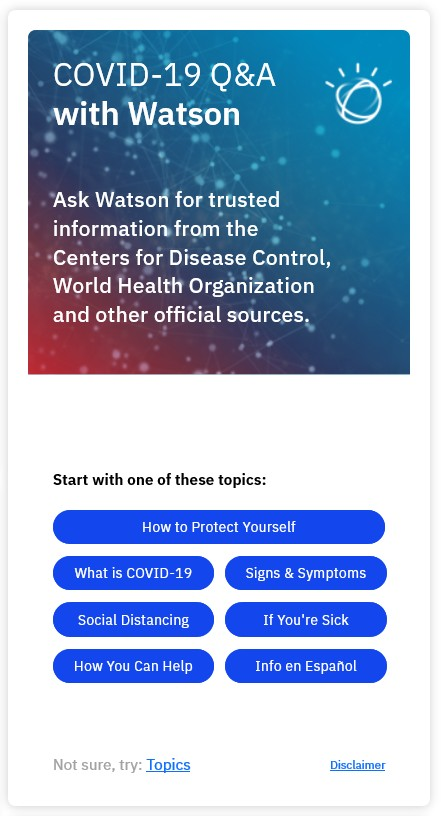 COVID-19 Q&A
with Watson
Ask Watson for trusted
information from the
Centers for Disease Control,
World Health Organization
and other official sources.
Start with one of these topics:
How to Protect Yourself
What is COVID-19
Signs & Symptoms
Social Distancing
If You're Sick
How You Can Help
Info en Español
Not sure, try: Topics
Disclaimer